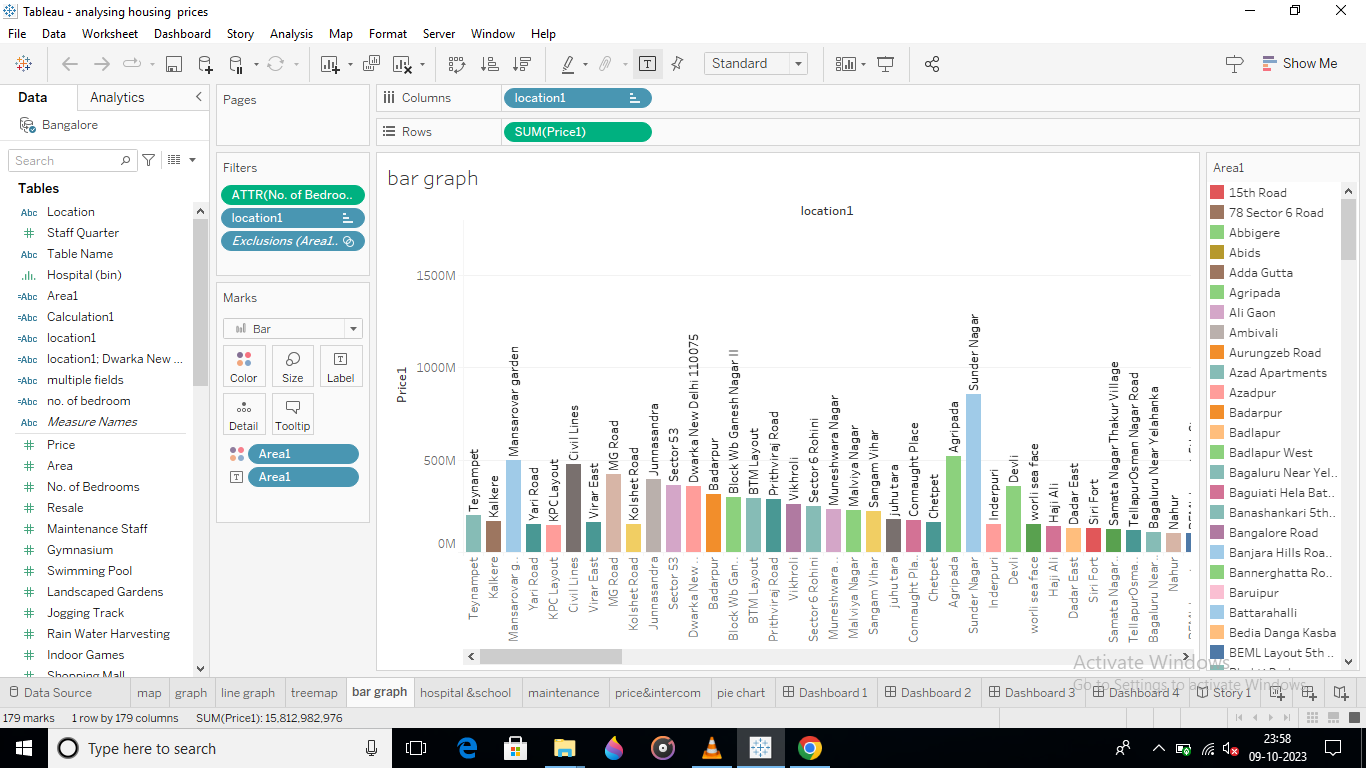 Tableau - analysing housing prices
File Data Worksheet Dashboard Story Analysis Map Format Server Window Help
Standard
Show Me
Data Analytics
Bangalore
Search
Tables
Abc Location
Staff Quarter
Abc Table Name
Hospital (bin)
=Abc Area1
=Abc Calculation1
=Abc location1
=Abc location1; Dwarka New ...
=Abc multiple fields
=Abc no. of bedroom
Abc Measure Names
Price
Area
No. of Bedrooms
Resale
Maintenance Staff
Gymnasium
Swimming Pool
Landscaped Gardens
Jogging Track
Rain Water Harvesting
Indoor Games
Shopping Mall
Pages
Filters
ATTR(No. of Bedroo..
location1
Exclusions (Area1..
Marks
Bar
Color Size Label
Detail Tooltip
Area1
Area1
Columns location1
Rows SUM(Price1)
bar graph
location1
Price1
1500M
1000M
500M
0M
Teynampet
Kalkere
Mansarovar garden
Yari Road
KPC Layout
Civil Lines
Virar East
MG Road
Kolshet Road
Junnasandra
Sector 53
Dwarka New Delhi 110075
Badarpur
Block Wb Ganesh Nagar II
BTM Layout
Prithviraj Road
Vikhroli
Sector 6 Rohini
Muneshwara Nagar
Malviya Nagar
Sangam Vihar
juhu tara
Connaught Place
Chetpet
Agripada
Sunder Nagar
Inderpuri
Devli
worli sea face
Haji Ali
Dadar East
Siri Fort
Samata Nagar Thakur Village
TellapurOsman Nagar Road
Bagaluru Near Yelahanka
Nahur
Teynampet
Kalkere
Mansarovar g..
Yari Road
KPC Layout
Civil Lines
Virar East
MG Road
Kolshet Road
Junnasandra
Sector 53
Dwarka New ..
Badarpur
Block Wb Gan..
BTM Layout
Prithviraj Road
Vikhroli
Sector 6 Rohini
Muneshwara ..
Malviya Nagar
Sangam Vihar
juhu tara
Connaught Pla..
Chetpet
Agripada
Sunder Nagar
Inderpuri
Devli
worli sea face
Haji Ali
Dadar East
Siri Fort
Samata Nagar..
TellapurOsma..
Bagaluru Near..
Nahur
Area1
15th Road
78 Sector 6 Road
Abbigere
Abids
Adda Gutta
Agripada
Ali Gaon
Ambivali
Aurungzeb Road
Azad Apartments
Azadpur
Badarpur
Badlapur
Badlapur West
Bagaluru Near Yel..
Baguiati Hela Bat..
Banashankari 5th..
Bangalore Road
Banjara Hills Roa..
Bannerghatta Ro..
Baruipur
Battarahalli
Bedia Danga Kasba
BEML Layout 5th ..
Activate Windows
Go to Settings to activate Windows.
Data Source map graph line graph treemap bar graph hospital &school maintenance price&intercom pie chart Dashboard 1 Dashboard 2 Dashboard 3 Dashboard 4 Story 1
179 marks 1 row by 179 columns SUM(Price1): 15,812,982,976
Type here to search
23:58
09-10-2023